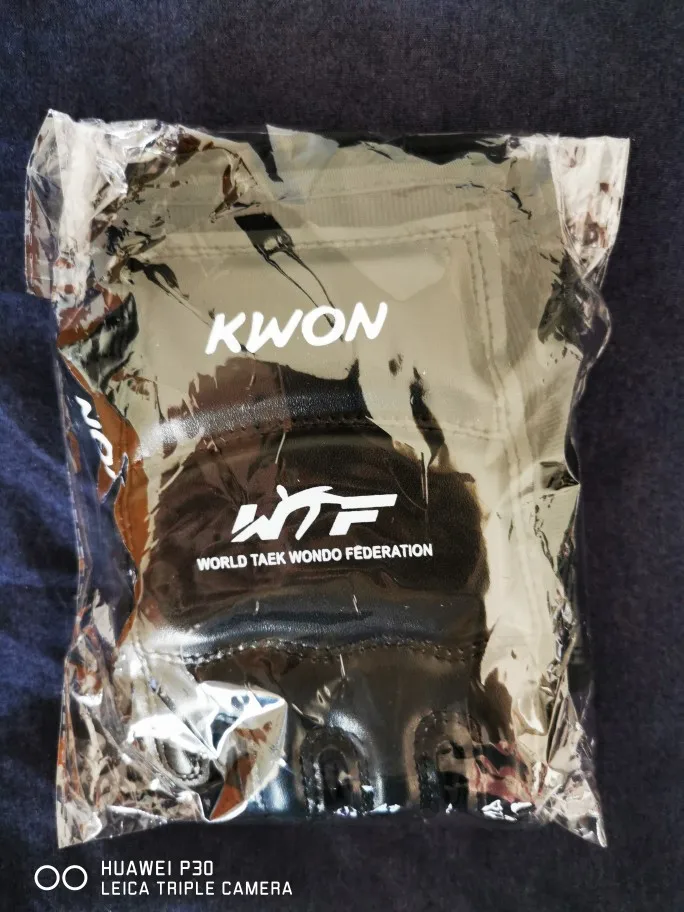 KWON
WTF
WORLD TAEK WONDO FEDERATION
HUAWEI P30
LEICA TRIPLE CAMERA